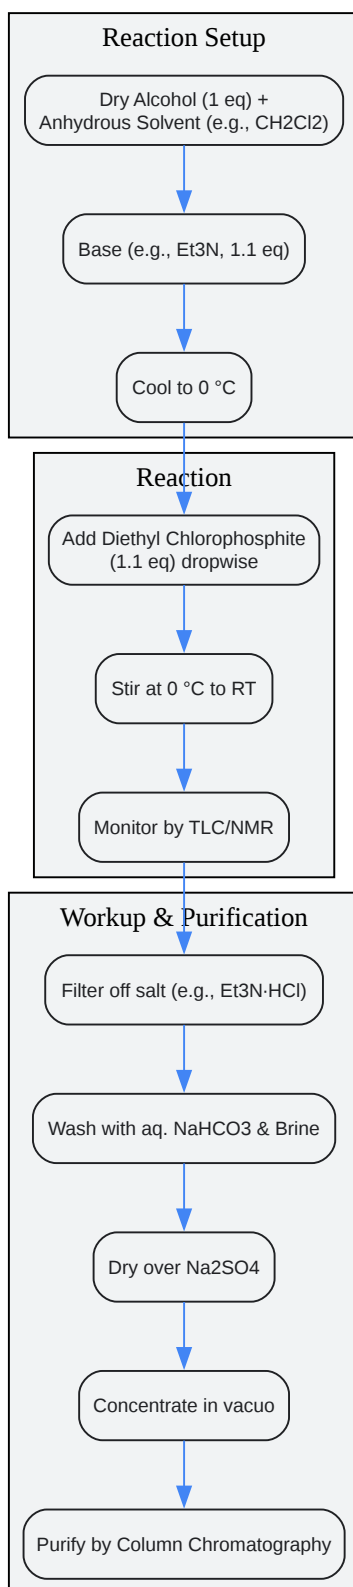 Reaction Setup
Dry Alcohol (1 eq) +
Anhydrous Solvent (e.g., CH2Cl2)
Base (e.g., Et3N, 1.1 eq)
Cool to 0 °C
Reaction
Add Diethyl Chlorophosphite
(1.1 eq) dropwise
Stir at 0 °C to RT
Monitor by TLC/NMR
Workup & Purification
Filter off salt (e.g., Et3N·HCl)
Wash with aq. NaHCO3 & Brine
Dry over Na2SO4
Concentrate in vacuo
Purify by Column Chromatography